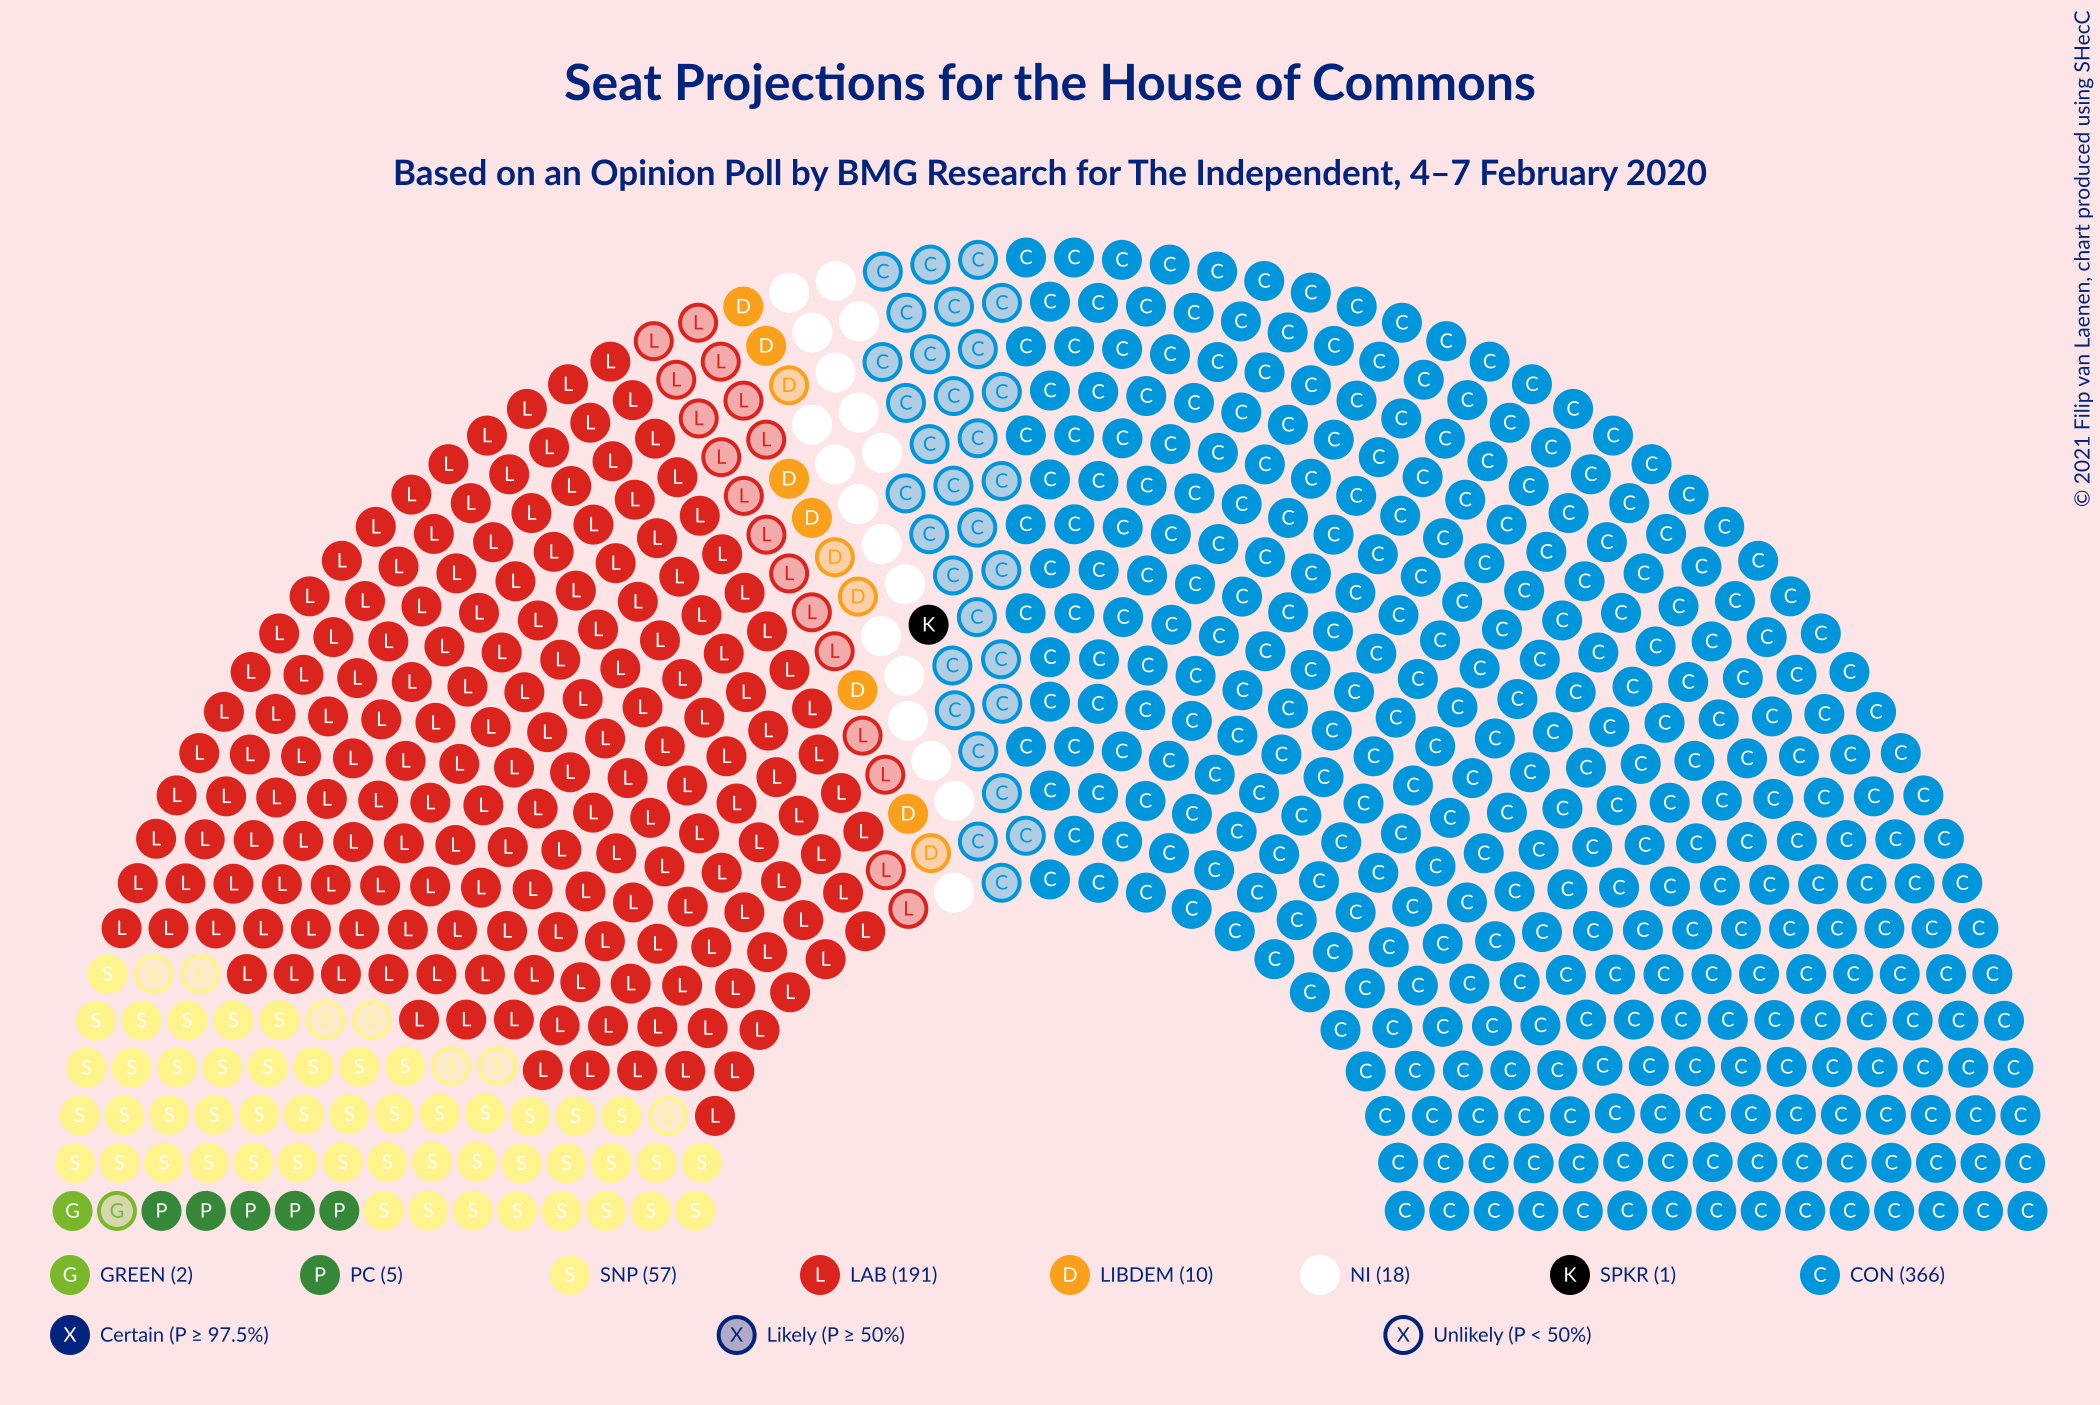 Seat Projections for the House of Commons
Based on an Opinion Poll by BMG Research for The Independent, 4–7 February 2020
© 2021 Filip van Laenen, chart produced using SHecC
G GREEN (2) P PC (5) S SNP (57) L LAB (191) D LIBDEM (10) NI (18) K SPKR (1) C CON (366)
X Certain (P ≥ 97.5%) X Likely (P ≥ 50%) X Unlikely (P < 50%)